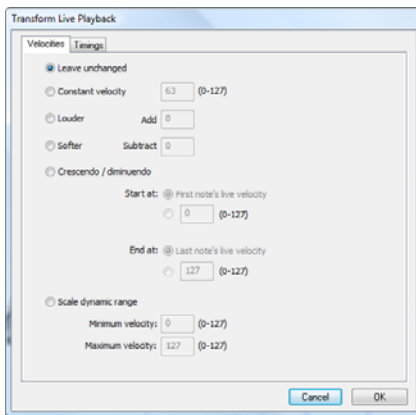 Transform Live Playback
Velocities Timings
Leave unchanged
Constant velocity 63 (0-127)
Louder Add 0
Softer Subtract 0
Crescendo / diminuendo
Start at: First note's live velocity
0 (0-127)
End at: Last note's live velocity
127 (0-127)
Scale dynamic range
Minimum velocity: 0 (0-127)
Maximum velocity: 127 (0-127)
Cancel OK